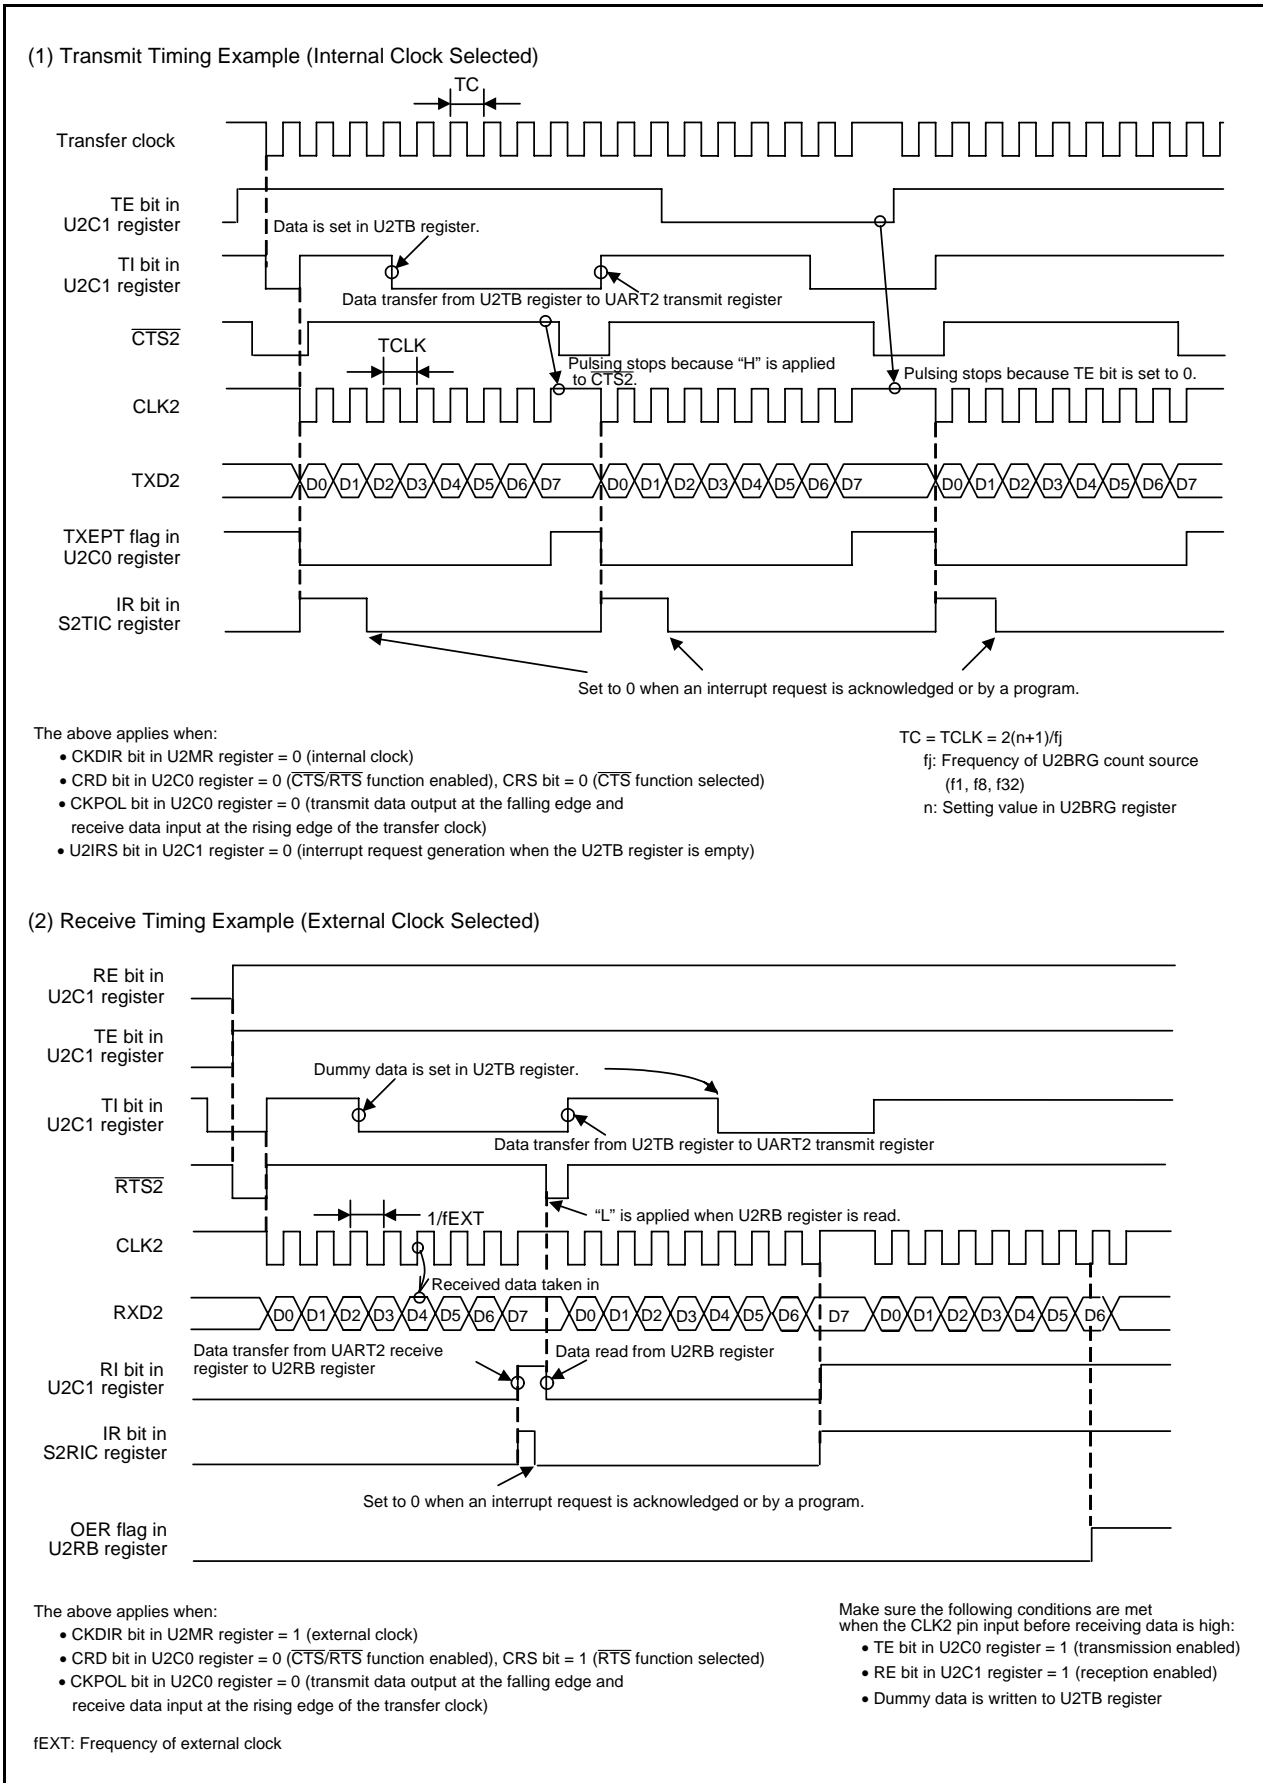 (1) Transmit Timing Example (Internal Clock Selected)
TC
Transfer clock
TE bit in
U2C1 register
Data is set in U2TB register.
TI bit in
U2C1 register
Data transfer from U2TB register to UART2 transmit register
CTS2
TCLK
Pulsing stops because “H” is applied
to CTS2.
Pulsing stops because TE bit is set to 0.
CLK2
TXD2
D0 D1 D2 D3 D4 D5 D6 D7 D0 D1 D2 D3 D4 D5 D6 D7 D0 D1 D2 D3 D4 D5 D6 D7
TXEPT flag in
U2C0 register
IR bit in
S2TIC register
Set to 0 when an interrupt request is acknowledged or by a program.
The above applies when:
• CKDIR bit in U2MR register = 0 (internal clock)
• CRD bit in U2C0 register = 0 (CTS/RTS function enabled), CRS bit = 0 (CTS function selected)
• CKPOL bit in U2C0 register = 0 (transmit data output at the falling edge and
receive data input at the rising edge of the transfer clock)
• U2IRS bit in U2C1 register = 0 (interrupt request generation when the U2TB register is empty)
TC = TCLK = 2(n+1)/fj
fj: Frequency of U2BRG count source
(f1, f8, f32)
n: Setting value in U2BRG register
(2) Receive Timing Example (External Clock Selected)
RE bit in
U2C1 register
TE bit in
U2C1 register
Dummy data is set in U2TB register.
TI bit in
U2C1 register
Data transfer from U2TB register to UART2 transmit register
RTS2
1/fEXT
“L” is applied when U2RB register is read.
CLK2
Received data taken in
RXD2
D0 D1 D2 D3 D4 D5 D6 D7 D0 D1 D2 D3 D4 D5 D6 D7 D0 D1 D2 D3 D4 D5 D6
Data transfer from UART2 receive
register to U2RB register
Data read from U2RB register
RI bit in
U2C1 register
IR bit in
S2RIC register
Set to 0 when an interrupt request is acknowledged or by a program.
OER flag in
U2RB register
The above applies when:
• CKDIR bit in U2MR register = 1 (external clock)
• CRD bit in U2C0 register = 0 (CTS/RTS function enabled), CRS bit = 1 (RTS function selected)
• CKPOL bit in U2C0 register = 0 (transmit data output at the falling edge and
receive data input at the rising edge of the transfer clock)
fEXT: Frequency of external clock
Make sure the following conditions are met
when the CLK2 pin input before receiving data is high:
• TE bit in U2C0 register = 1 (transmission enabled)
• RE bit in U2C1 register = 1 (reception enabled)
• Dummy data is written to U2TB register